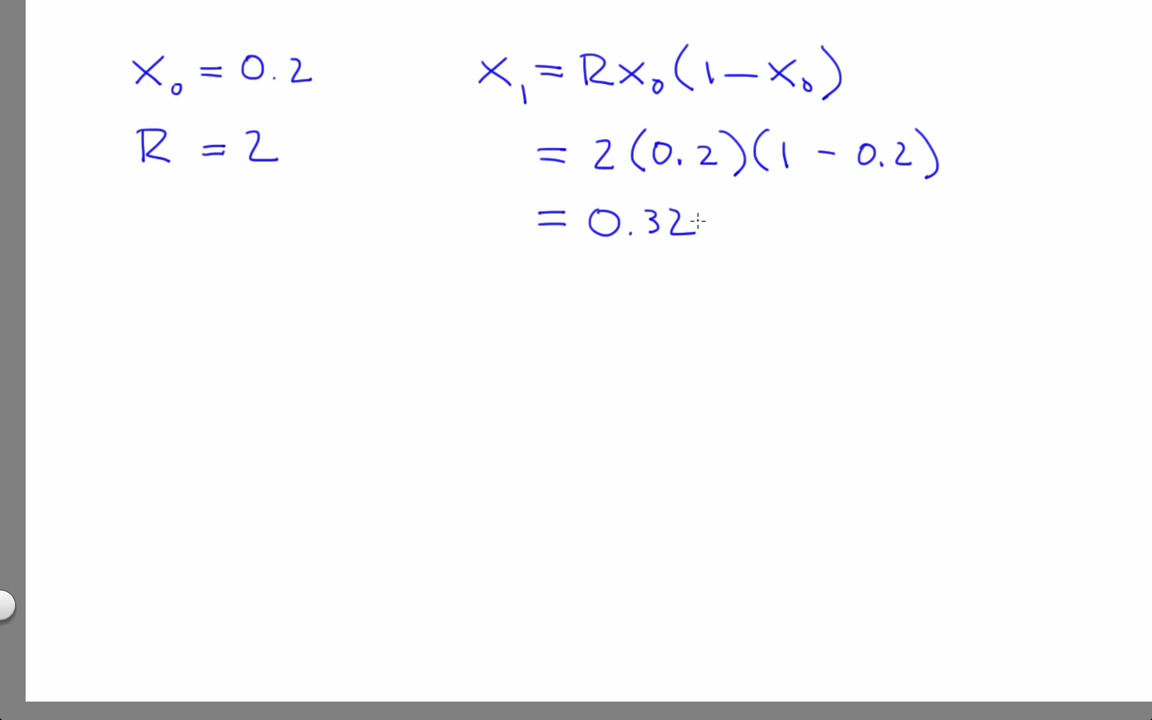 x₀ = 0.2
R = 2
x₁ = Rx₀(1-x₀)
= 2(0.2)(1 - 0.2)
= 0.32